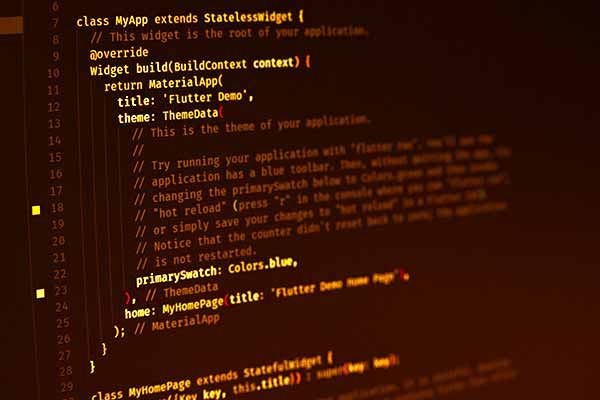 6
7 class MyApp extends StatelessWidget {
8 // This widget is the root of your application.
9 @override
10 Widget build(BuildContext context) {
11 return MaterialApp(
12 title: 'Flutter Demo',
13 theme: ThemeData(
14 // This is the theme of your application.
15 //
16 // Try running your application with "flutter run". You'll see the
17 // application has a blue toolbar. Then, without quitting the app, try
18 // changing the primarySwatch below to Colors.green and then invoke
19 // "hot reload" (press "r" in the console where you ran "flutter run",
20 // or simply save your changes to "hot reload" in a Flutter IDE).
21 // Notice that the counter didn't reset back to zero; the application
22 // is not restarted.
23 primarySwatch: Colors.blue,
24 ), // ThemeData
25 home: MyHomePage(title: 'Flutter Demo Home Page'),
26 ); // MaterialApp
27 }
28 }
29
class MyHomePage extends StatefulWidget {
Key key, this.title}) : super(key: key);